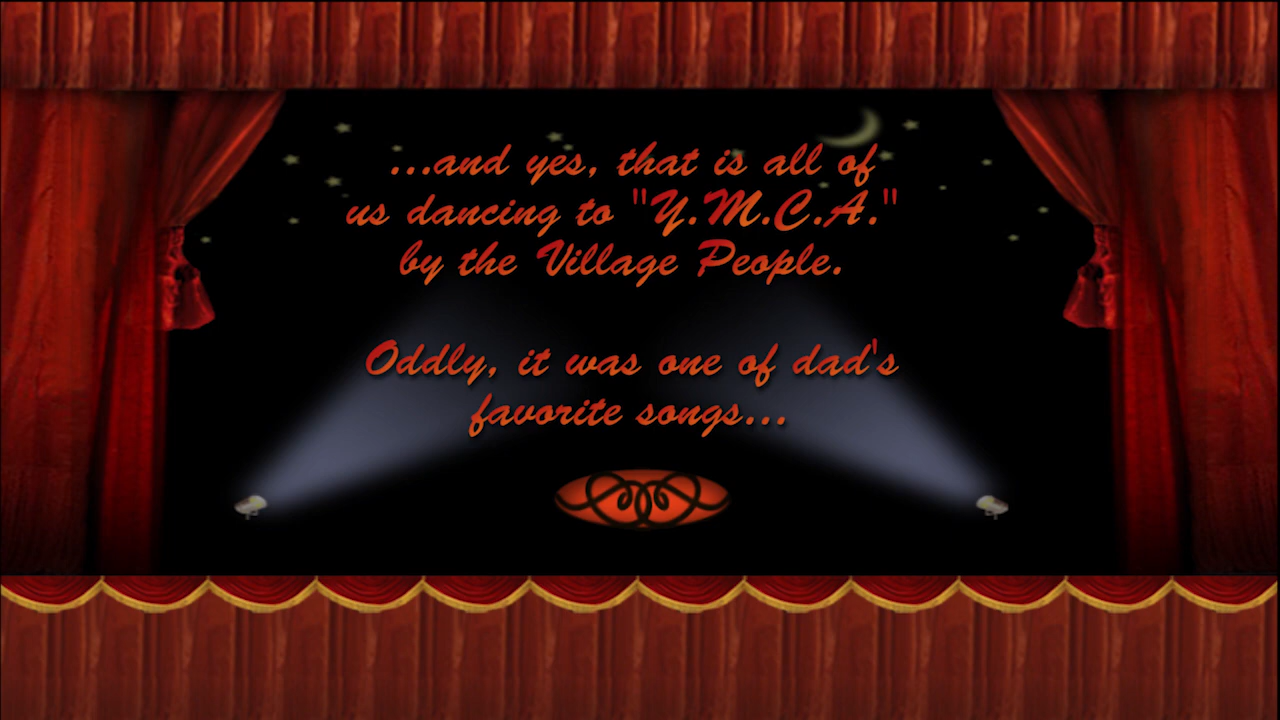 ...and yes, that is all of
us dancing to "Y.M.C.A."
by the Village People.
Oddly, it was one of dad's
favorite songs...